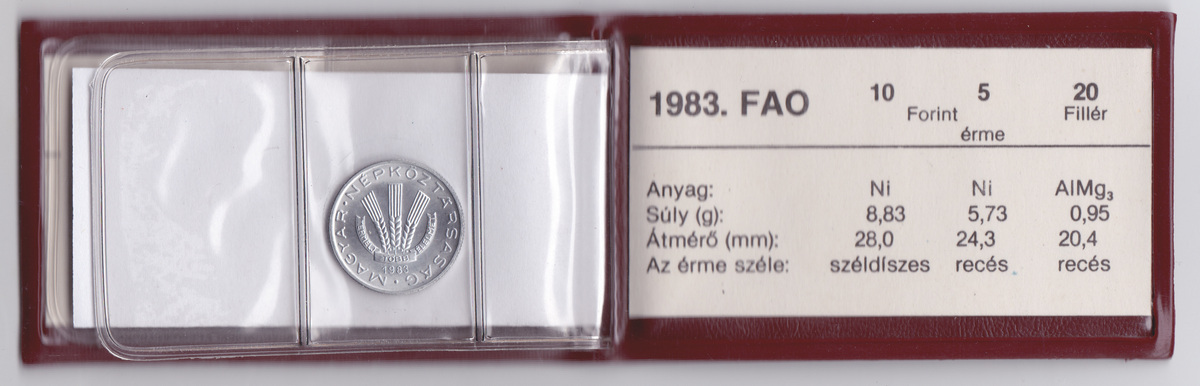 MAGYAR · NÉPKÖZTÁRSASÁG ·
1983
1983. FAO 10 5 20
Forint Fillér
érme
Anyag: Ni Ni AlMg₃
Súly (g): 8,83 5,73 0,95
Átmérő (mm): 28,0 24,3 20,4
Az érme széle: széldíszes recés recés